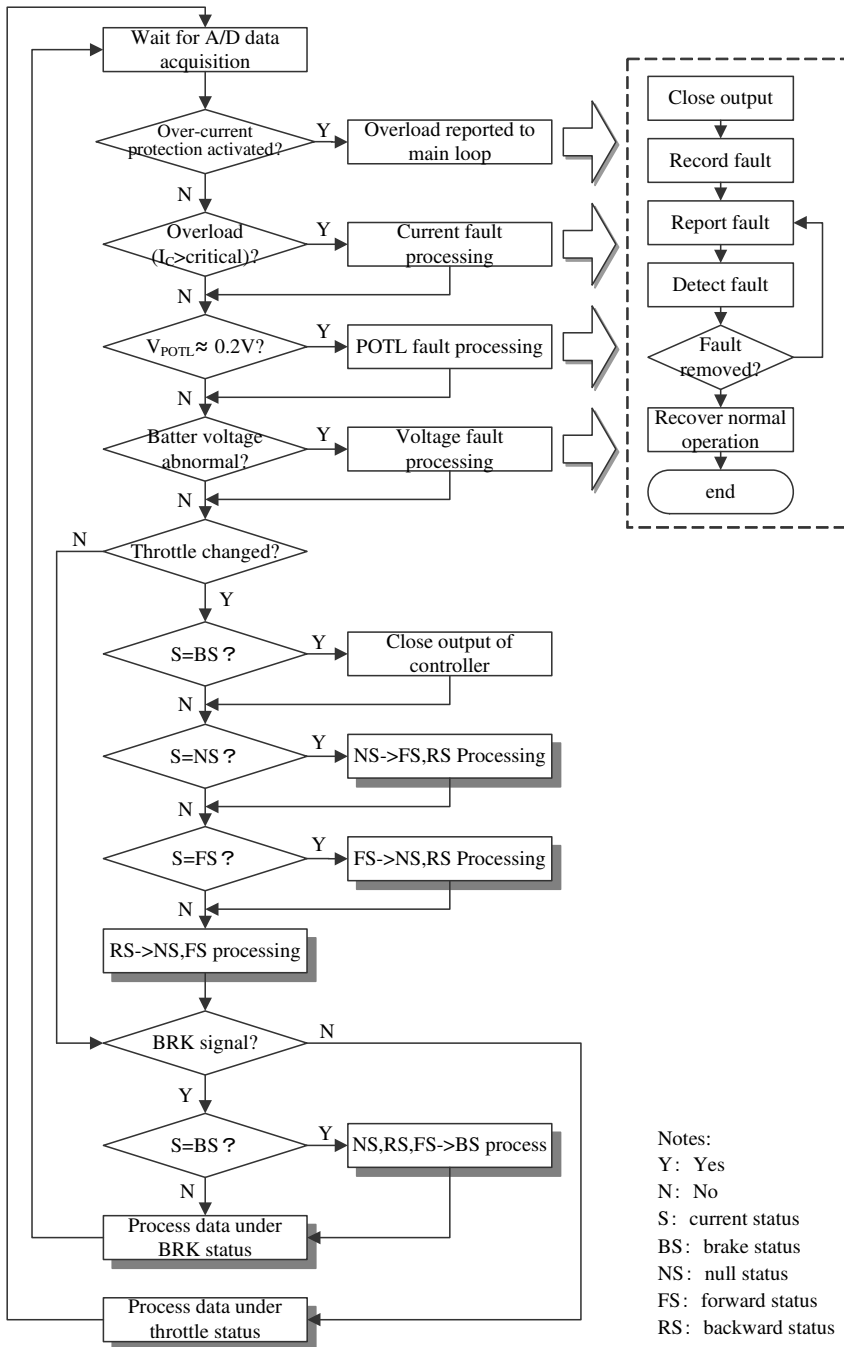 Wait for A/D data
acquisition
Over-current
protection activated?
Y
Overload reported to
main loop
N
Overload
(I_C>critical)?
Y
Current fault
processing
N
V_POTL≈ 0.2V?
Y
POTL fault processing
N
Batter voltage
abnormal?
Y
Voltage fault
processing
N
Throttle changed?
N
Y
S=BS？
Y
Close output of
controller
N
S=NS？
Y
NS->FS,RS Processing
N
S=FS？
Y
FS->NS,RS Processing
N
RS->NS,FS processing
BRK signal?
N
Y
S=BS？
Y
NS,RS,FS->BS process
N
Process data under
BRK status
Process data under
throttle status
Close output
Record fault
Report fault
Detect fault
Fault
removed?
Recover normal
operation
end
Notes:
Y: Yes
N: No
S: current status
BS: brake status
NS: null status
FS: forward status
RS: backward status